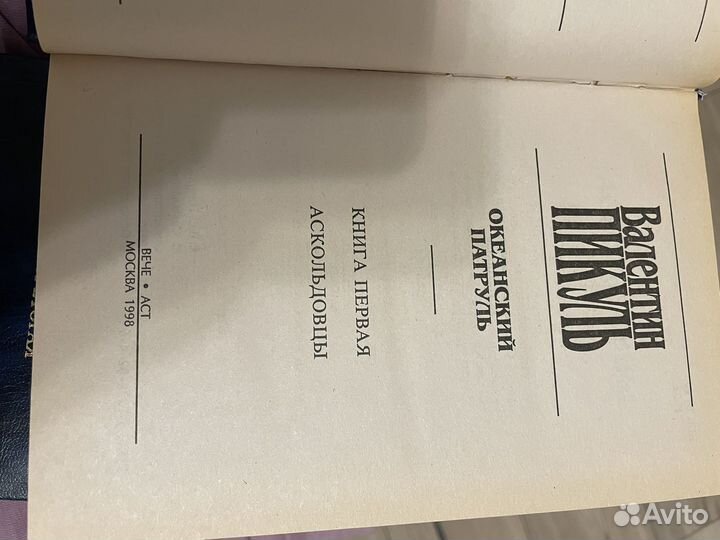 Валентин
ПИКУЛЬ
ОКЕАНСКИЙ
ПАТРУЛЬ
КНИГА ПЕРВАЯ
АСКОЛЬДОВЦЫ
ВЕЧЕ • АСТ
МОСКВА 1998
Avito